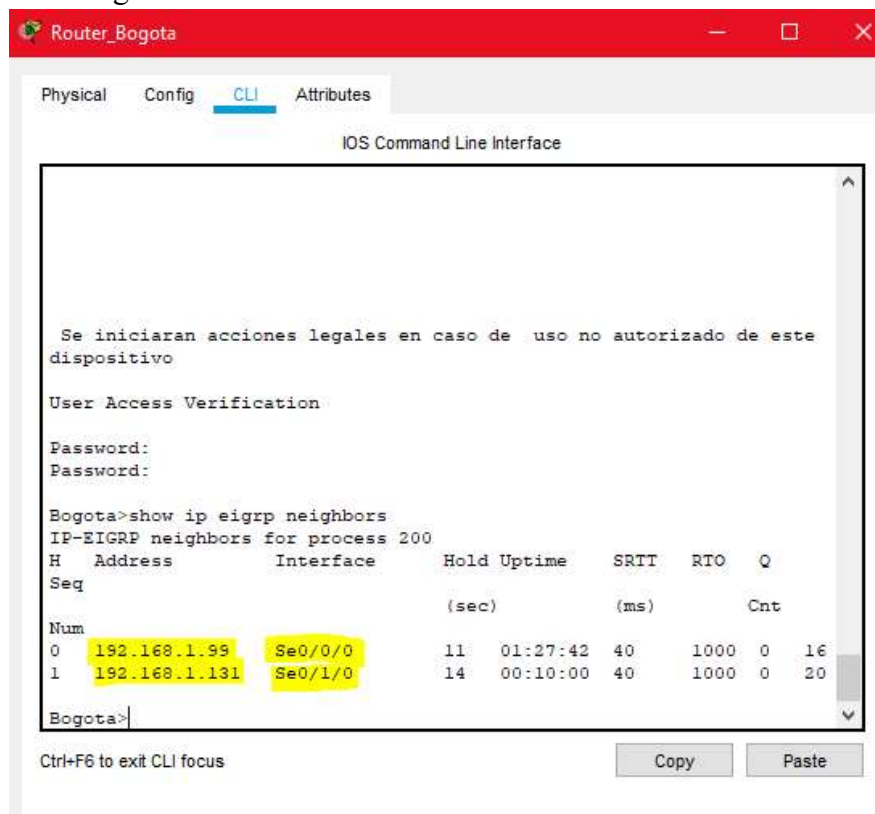 Router_Bogota
Physical Config CLI Attributes
IOS Command Line Interface
Se iniciaran acciones legales en caso de uso no autorizado de este
dispositivo
User Access Verification
Password:
Password:
Bogota>show ip eigrp neighbors
IP-EIGRP neighbors for process 200
H Address Interface Hold Uptime SRTT RTO Q
Seq
(sec) (ms) Cnt
Num
0 192.168.1.99 Se0/0/0 11 01:27:42 40 1000 0 16
1 192.168.1.131 Se0/1/0 14 00:10:00 40 1000 0 20
Bogota>
Ctrl+F6 to exit CLI focus Copy Paste